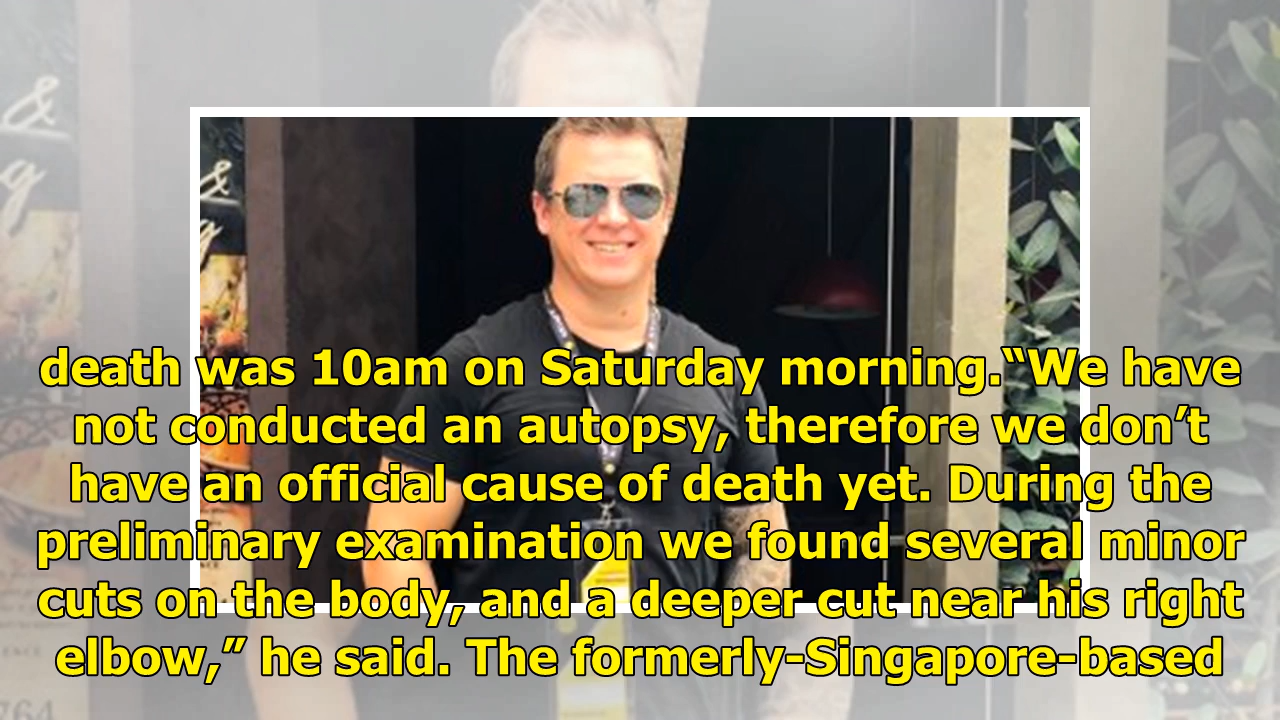 &
&
g
g
death was 10am on Saturday morning.“We have
not conducted an autopsy, therefore we don’t
have an official cause of death yet. During the
preliminary examination we found several minor
cuts on the body, and a deeper cut near his right
elbow,” he said. The formerly-Singapore-based
764